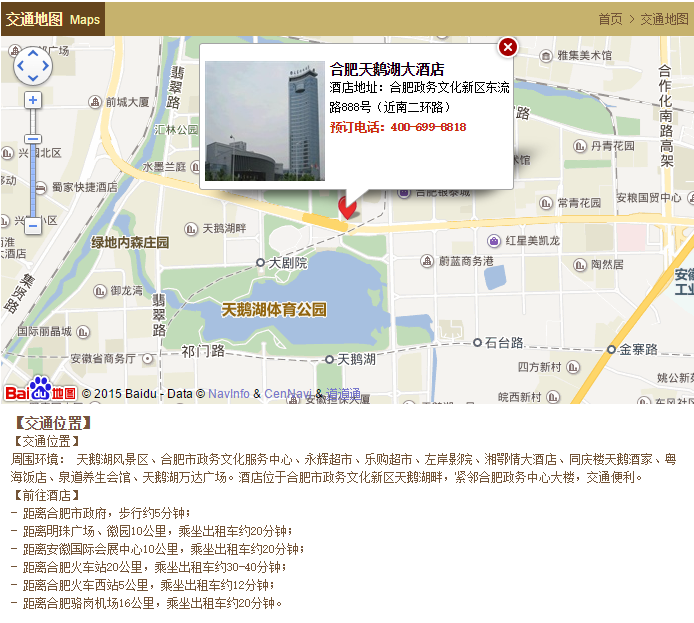 交通地图 Maps
首页 > 交通地图
合肥天鹅湖大酒店
酒店地址：合肥政务文化新区东流
路888号（近南二环路）
预订电话：400-699-6818
雅集美术馆
翡翠路
合作化南路高架
前城大厦
汇林公园
丹青花园
水墨兰庭
术馆
蜀家快捷酒店
合肥银泰城
常青花园
安粮国贸中心
天鹅湖畔
红星美凯龙
绿地内森庄园
大剧院
蔚蓝商务港
陶然居
集贤路
御龙湾
翡翠路
天鹅湖体育公园
国际丽晶城
石台路
安徽省商务厅
祁门路
天鹅湖
金寨路
四方新村
姚公新
皖西新村
Bai du 地图 © 2015 Baidu - Data © NavInfo & CenNavi & 道道通
【交通位置】
【交通位置】
周围环境： 天鹅湖风景区、合肥市政务文化服务中心、永辉超市、乐购超市、左岸影院、湘鄂情大酒店、同庆楼天鹅酒家、粤
海饭店、泉道养生会馆、天鹅湖万达广场。酒店位于合肥市政务文化新区天鹅湖畔，紧邻合肥政务中心大楼，交通便利。
【前往酒店】
- 距离合肥市政府，步行约5分钟；
- 距离明珠广场、徽园10公里，乘坐出租车约20分钟；
- 距离安徽国际会展中心10公里，乘坐出租车约20分钟；
- 距离合肥火车站20公里，乘坐出租车约30-40分钟；
- 距离合肥火车西站5公里，乘坐出租车约12分钟；
- 距离合肥骆岗机场16公里，乘坐出租车约20分钟。